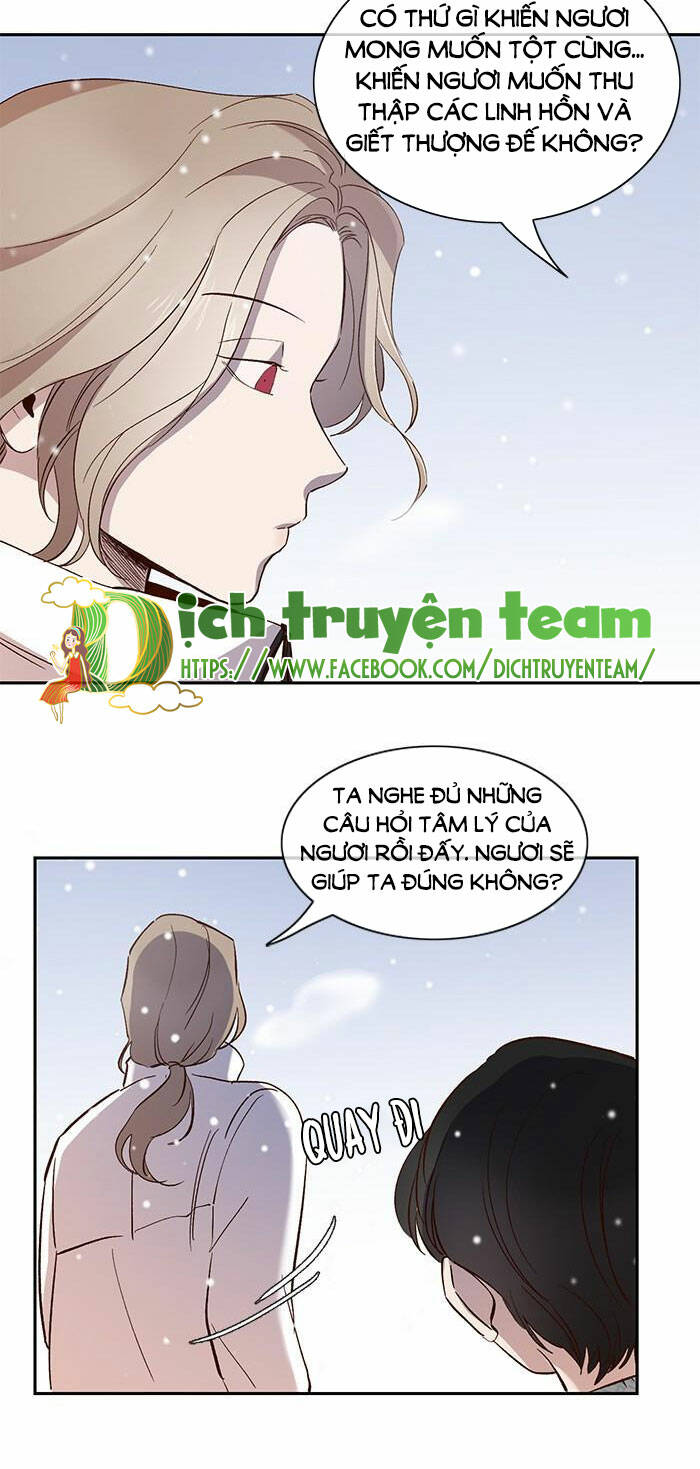 CÓ THỨ GÌ KHIẾN NGƯƠI
MONG MUỐN TỘT CÙNG...
KHIẾN NGƯƠI MUỐN THU
THẬP CÁC LINH HỒN VÀ
GIẾT THƯỢNG ĐẾ KHÔNG?
Dịch truyện team
HTTPS://WWW.FACEBOOK.COM/DICHTRUYENTEAM/
TA NGHE ĐỦ NHỮNG
CÂU HỎI TÂM LÝ CỦA
NGƯƠI RỒI ĐẤY. NGƯƠI SẼ
GIÚP TA ĐÚNG KHÔNG?
QUAY ĐI